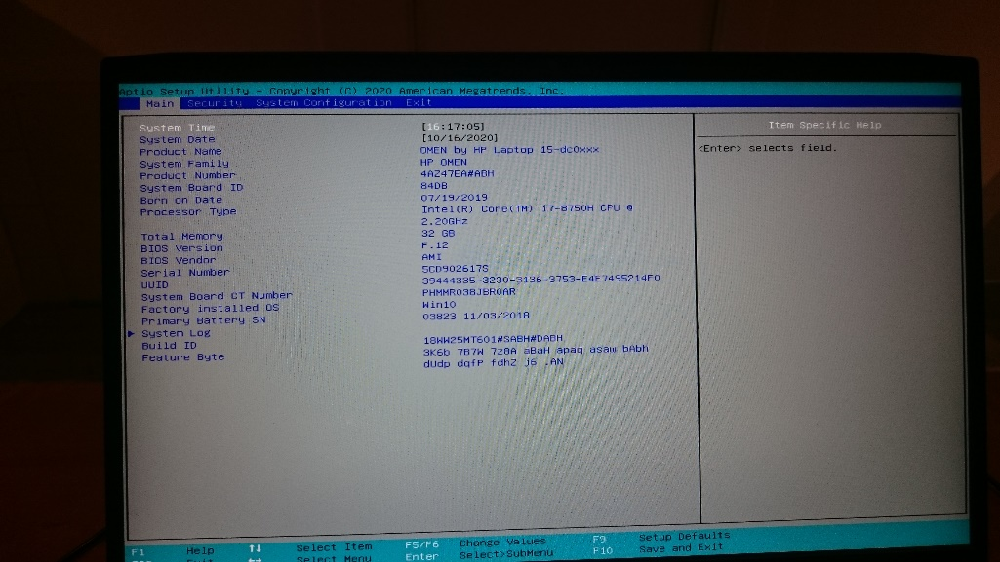 Aptio Setup Utility - Copyright (C) 2020 American Megatrends, Inc.
Main Security System Configuration Exit
System Time [16:17:05]
System Date [10/16/2020]
Product Name OMEN by HP Laptop 15-dc0xxx
System Family HP OMEN
Product Number 4AZ47EA#ABH
System Board ID 84DB
Born on Date 07/19/2019
Processor Type Intel(R) Core(TM) i7-8750H CPU @
2.20GHz
Total Memory 32 GB
BIOS Version F.12
BIOS Vendor AMI
Serial Number 5CD902617S
UUID 39444335-3230-3136-3753-E4E7495214F0
System Board CT Number PHMMR038JBR0AR
Factory installed OS Win10
Primary Battery SN 03823 11/03/2018
System Log
Build ID 18WW25MT601#SABH#DABH
Feature Byte 3K6b 7B7W 7z8A aBaH apaq asaw bAbh
dUdp dqfP fdhZ j6 .AN
Item Specific Help
<Enter> selects field.
F1 Help ↑↓ Select Item F5/F6 Change Values F9 Setup Defaults
Exit Select Menu Enter Select>SubMenu F10 Save and Exit